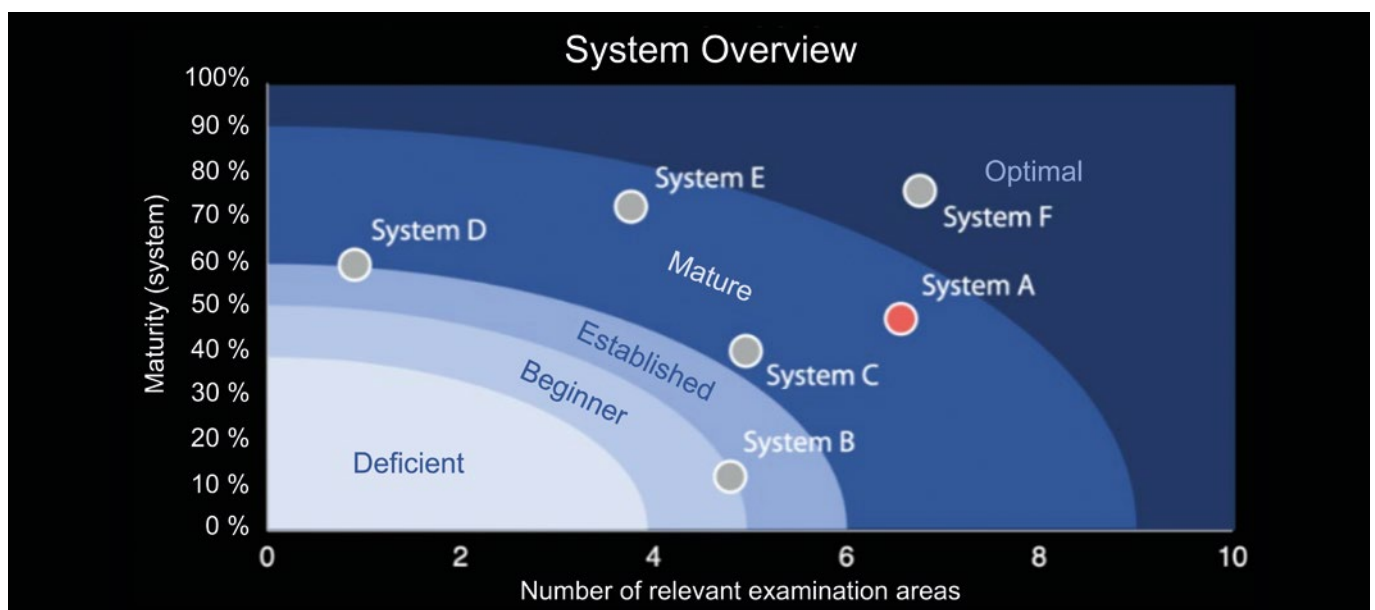 System Overview
100%
90 %
80 %
70 %
60 %
50 %
40 %
30 %
20 %
10 %
0 %
Maturity (system)
Optimal
System E
System F
System D
Mature
System A
Established
System C
Beginner
System B
Deficient
0 2 4 6 8 10
Number of relevant examination areas